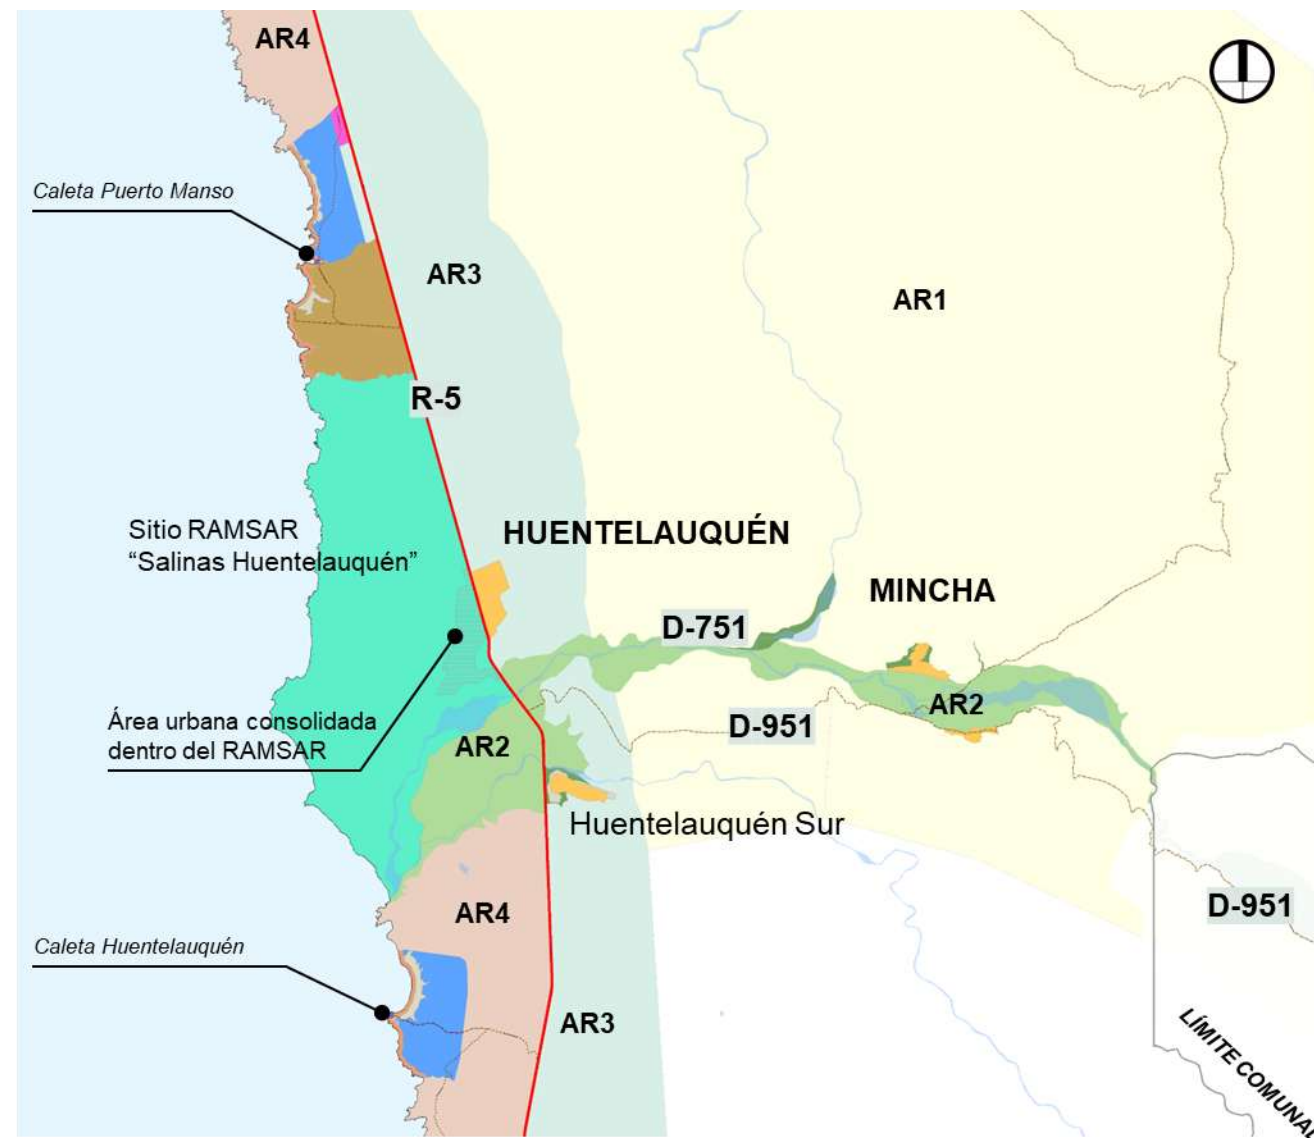 AR4
Caleta Puerto Manso
AR3
AR1
R-5
Sitio RAMSAR
“Salinas Huentelauquén”
HUENTELAUQUÉN
MINCHA
D-751
AR2
Área urbana consolidada
dentro del RAMSAR
AR2
D-951
Huentelauquén Sur
D-951
AR4
Caleta Huentelauquén
AR3
LÍMITE COMUNAL